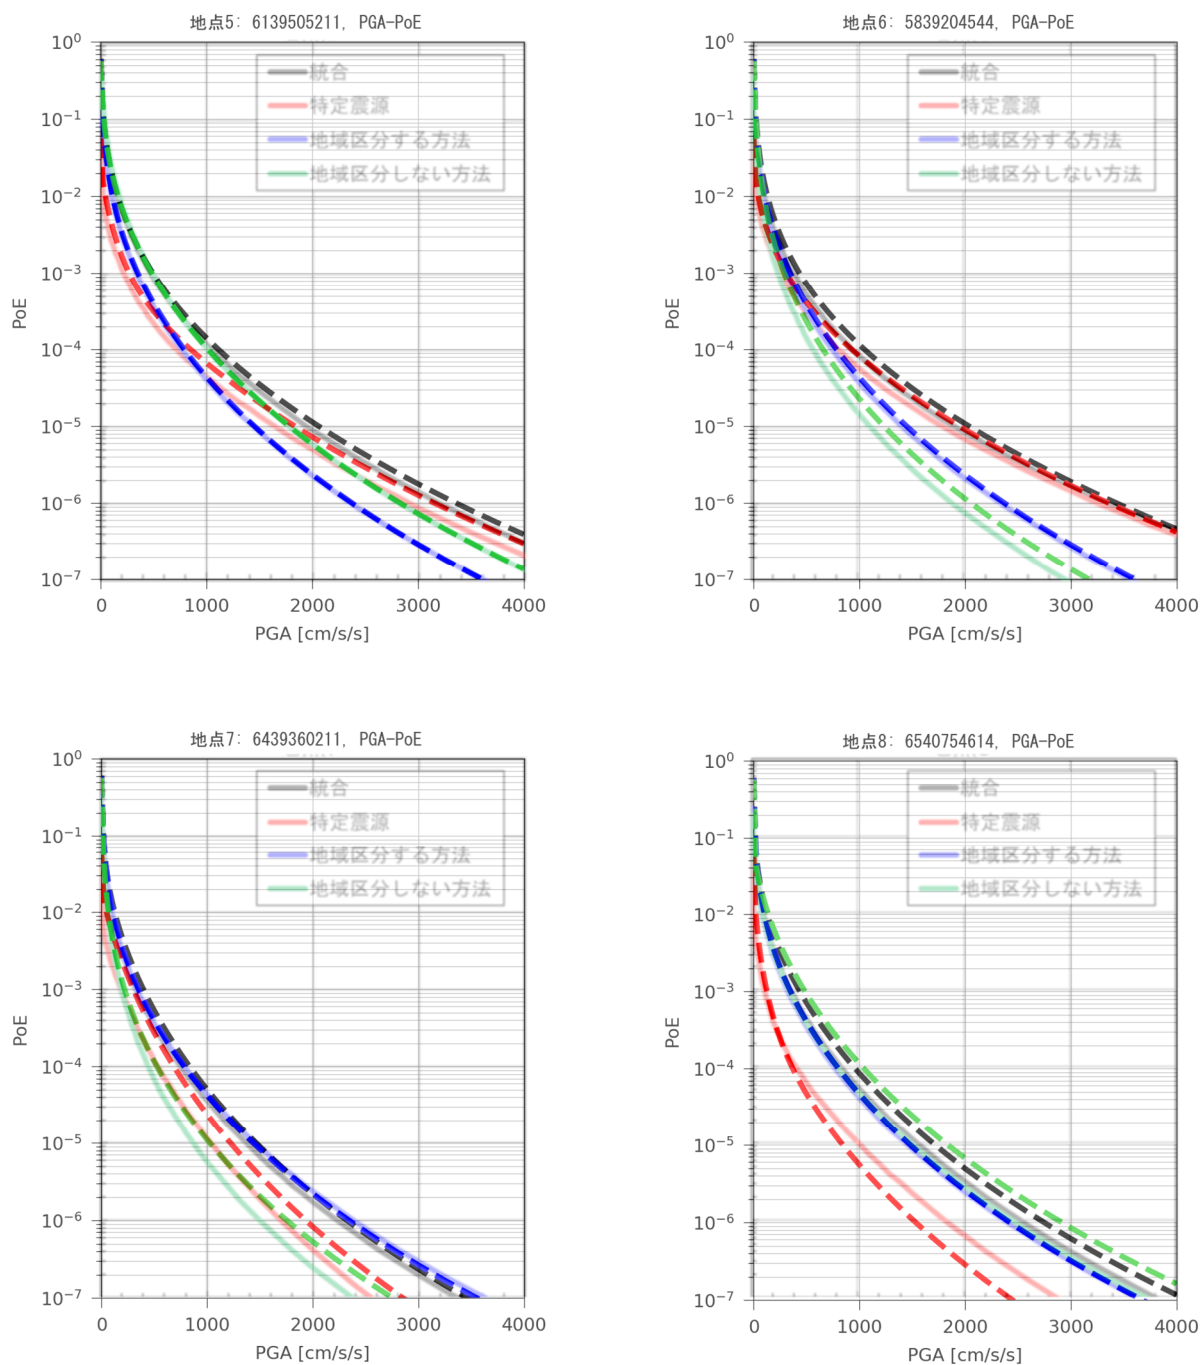 地点5: 6139505211, PGA-PoE
10⁰
10⁻¹
10⁻²
10⁻³
10⁻⁴
10⁻⁵
10⁻⁶
10⁻⁷
PoE
統合
特定震源
地域区分する方法
地域区分しない方法
0 1000 2000 3000 4000
PGA [cm/s/s]
地点6: 5839204544, PGA-PoE
10⁰
10⁻¹
10⁻²
10⁻³
10⁻⁴
10⁻⁵
10⁻⁶
10⁻⁷
PoE
統合
特定震源
地域区分する方法
地域区分しない方法
0 1000 2000 3000 4000
PGA [cm/s/s]
地点7: 6439360211, PGA-PoE
10⁰
10⁻¹
10⁻²
10⁻³
10⁻⁴
10⁻⁵
10⁻⁶
10⁻⁷
PoE
統合
特定震源
地域区分する方法
地域区分しない方法
0 1000 2000 3000 4000
PGA [cm/s/s]
地点8: 6540754614, PGA-PoE
10⁰
10⁻¹
10⁻²
10⁻³
10⁻⁴
10⁻⁵
10⁻⁶
10⁻⁷
PoE
統合
特定震源
地域区分する方法
地域区分しない方法
0 1000 2000 3000 4000
PGA [cm/s/s]